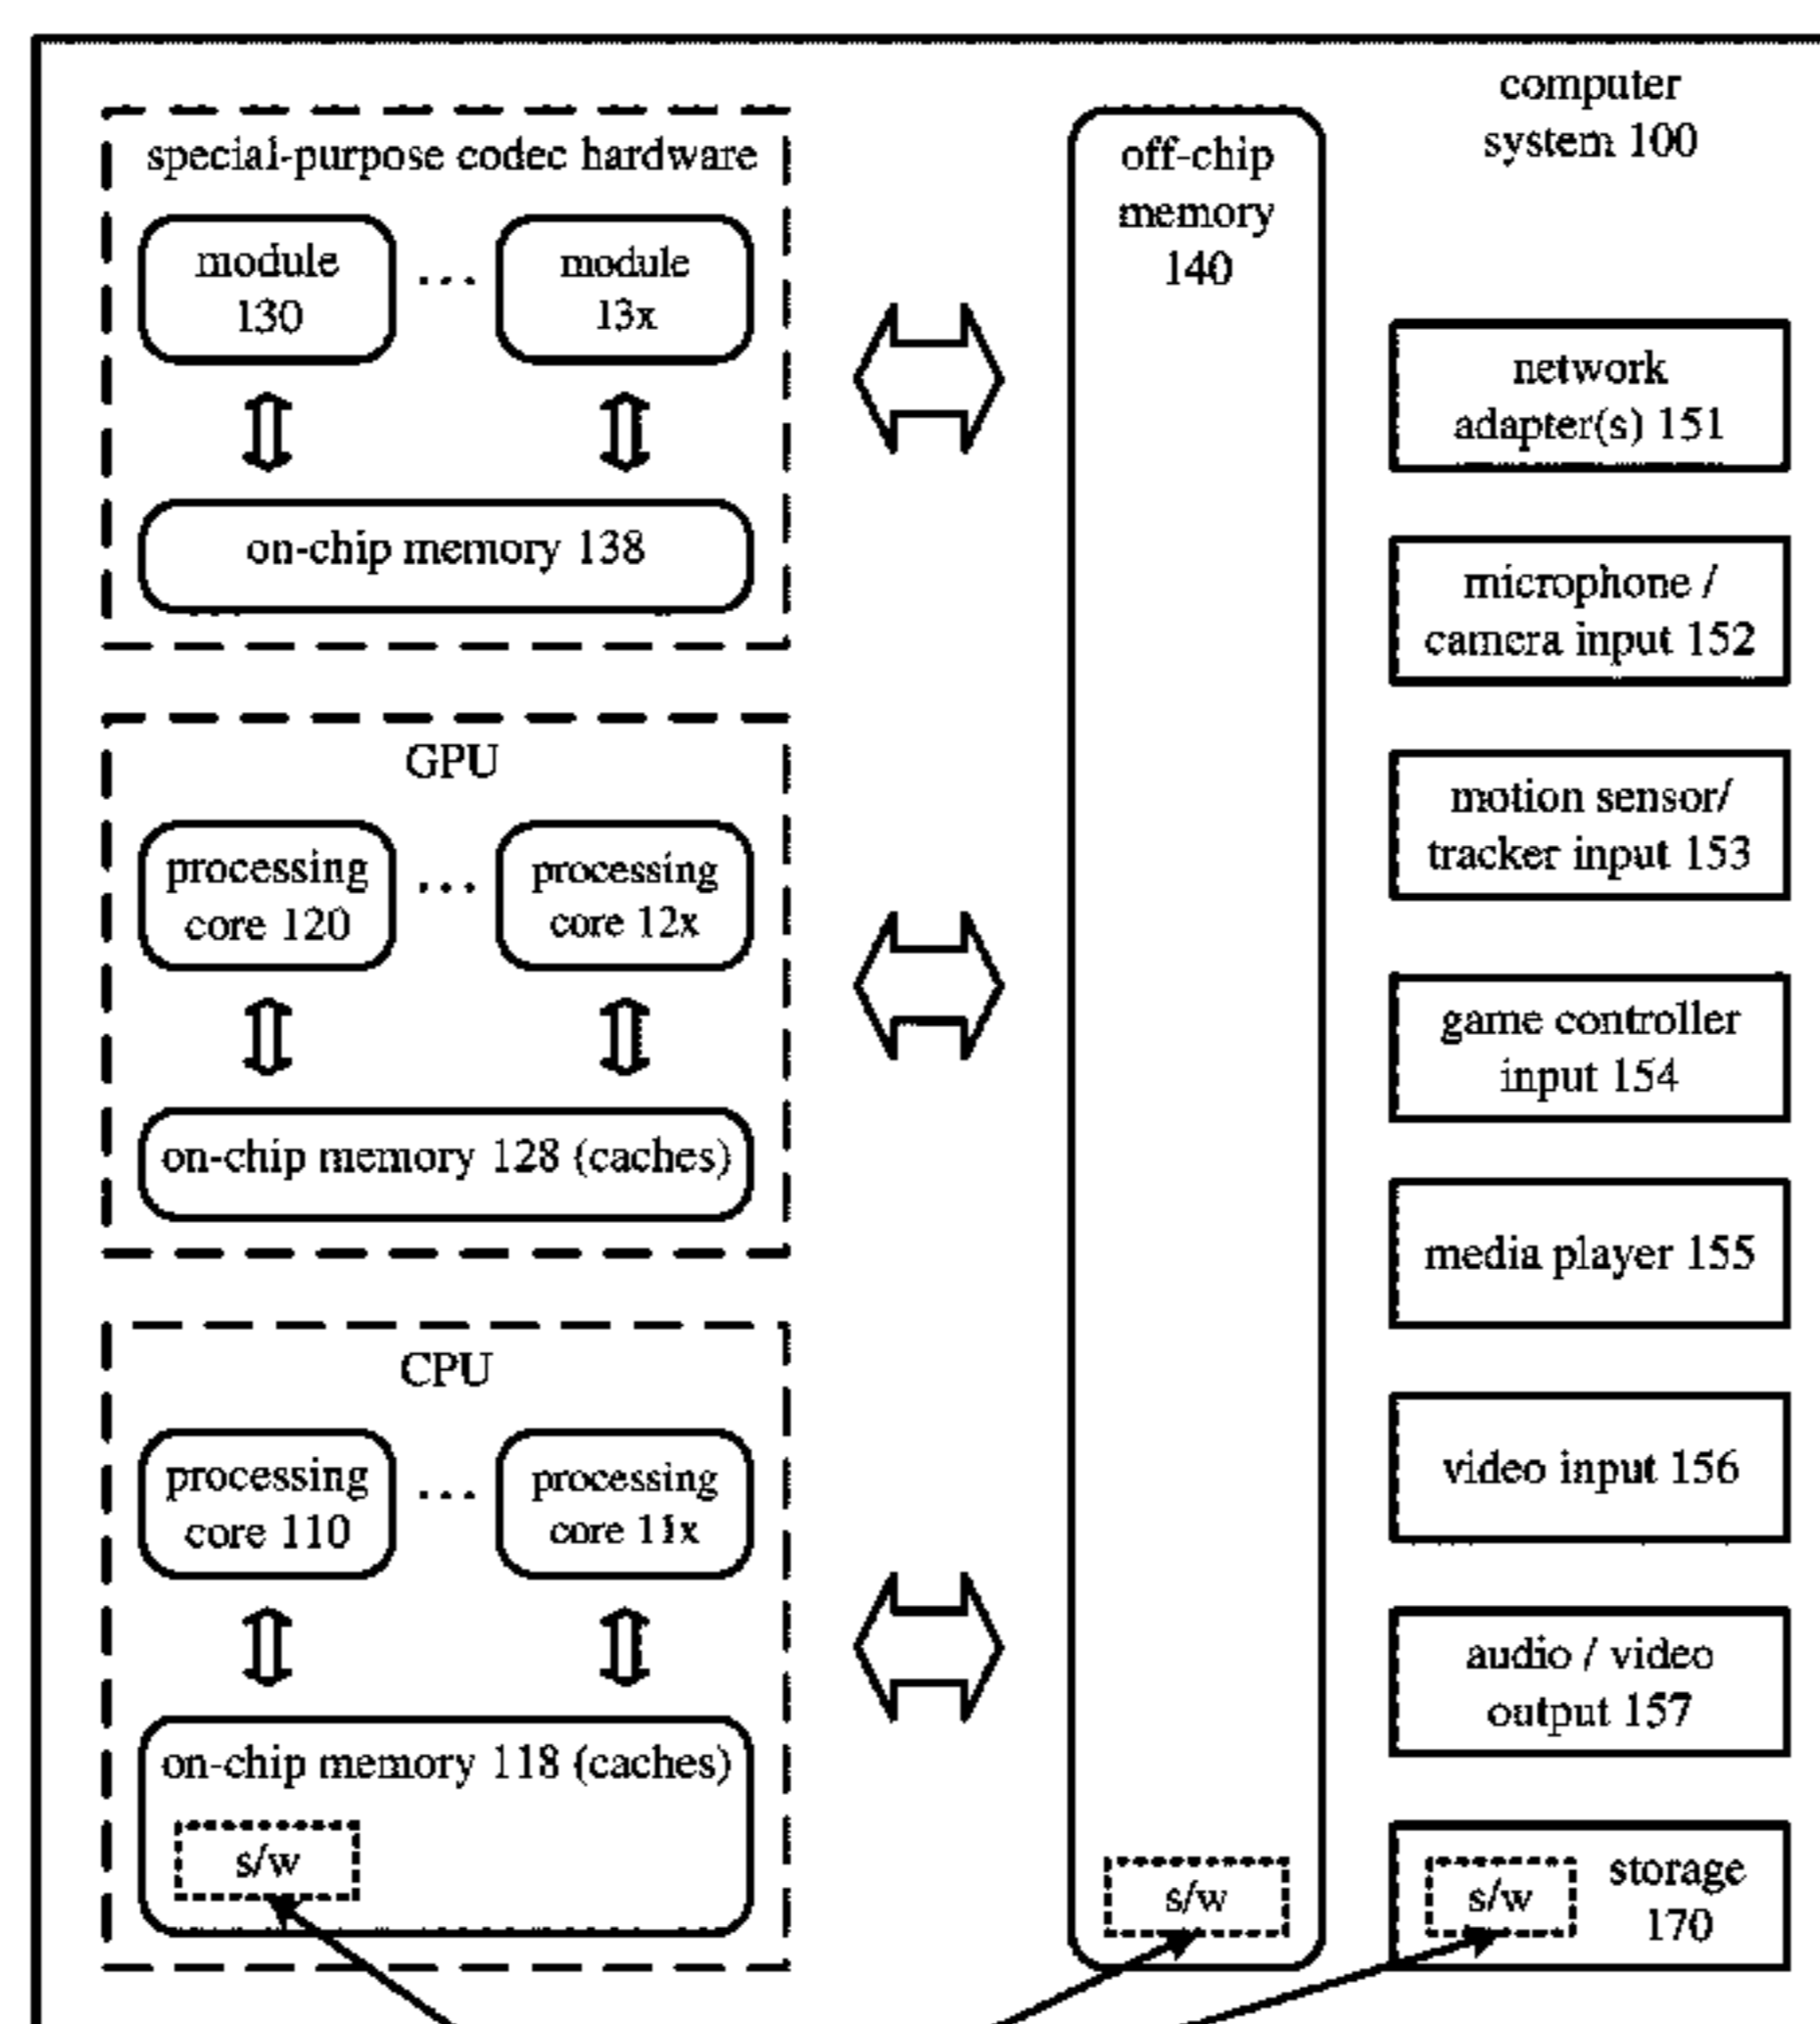 computer
system 100
special-purpose codec hardware
module
130
...
module
13x
on-chip memory 138
GPU
processing
core 120
...
processing
core 12x
on-chip memory 128 (caches)
CPU
processing
core 110
...
processing
core 11x
on-chip memory 118 (caches)
s/w
off-chip
memory
140
s/w
network
adapter(s) 151
microphone /
camera input 152
motion sensor/
tracker input 153
game controller
input 154
media player 155
video input 156
audio / video
output 157
s/w
storage
170